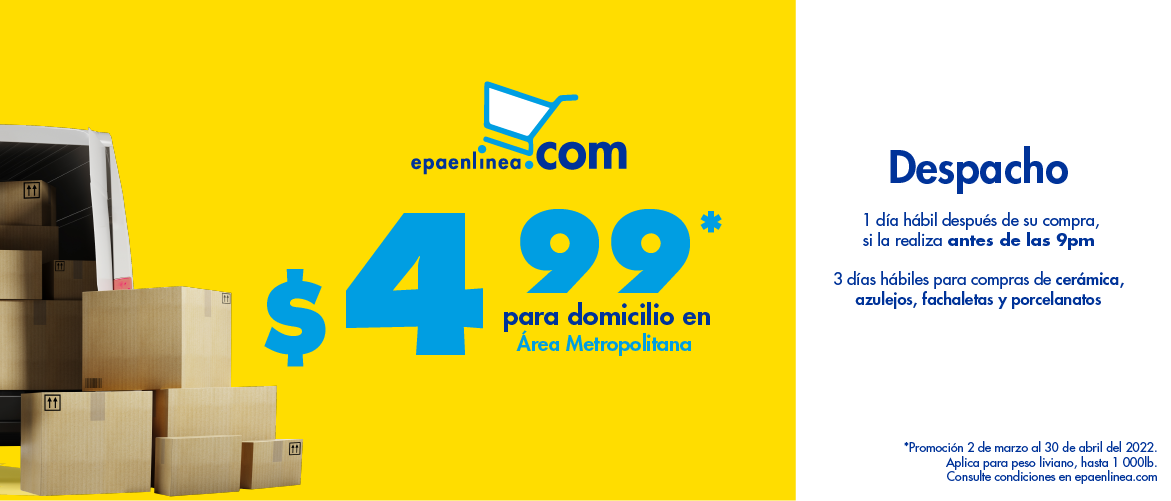 epaenlinea.com
$4 99*
para domicilio en
Área Metropolitana
Despacho
1 día hábil después de su compra,
si la realiza antes de las 9pm
3 días hábiles para compras de cerámica,
azulejos, fachaletas y porcelanatos
*Promoción 2 de marzo al 30 de abril del 2022.
Aplica para peso liviano, hasta 1 000lb.
Consulte condiciones en epaenlinea.com